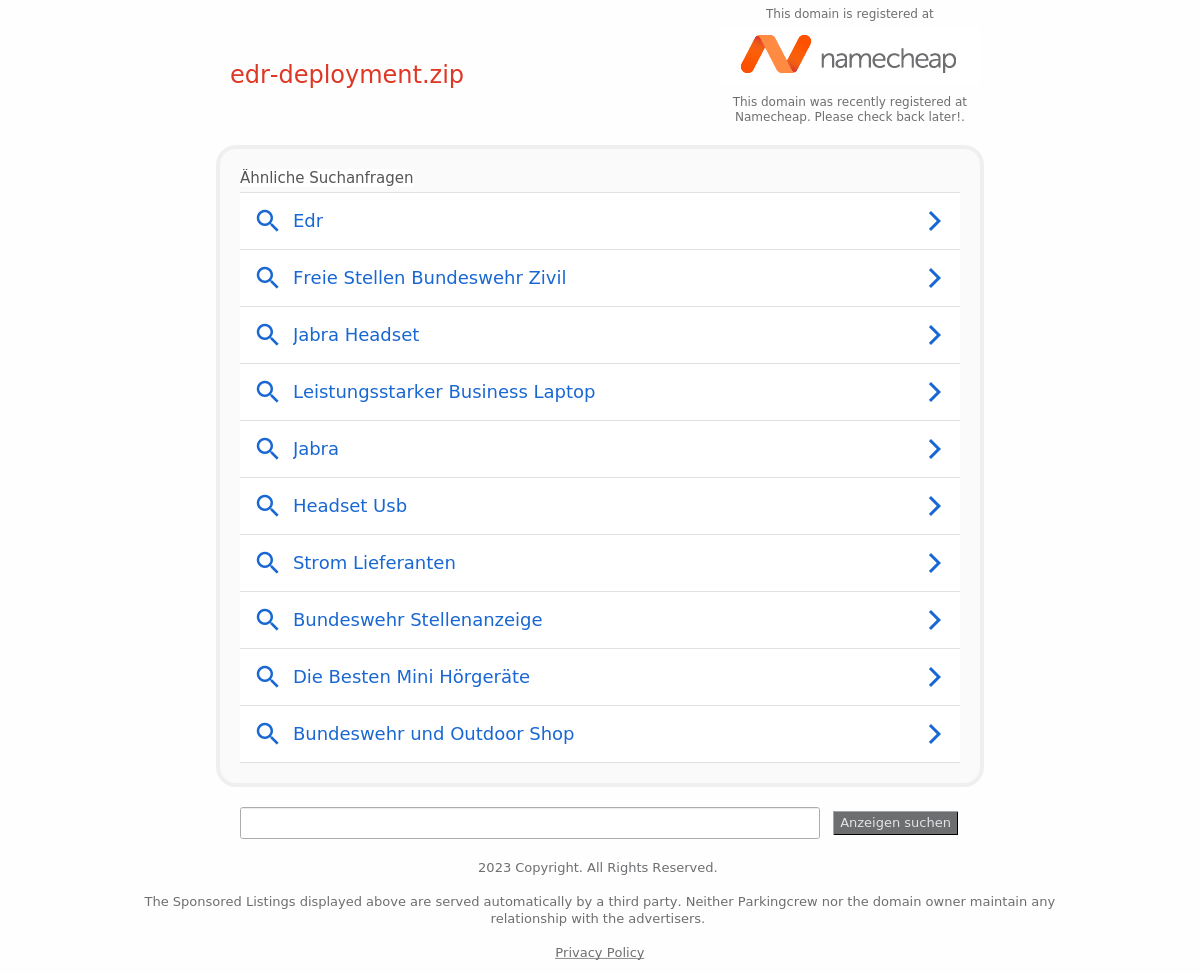 This domain is registered at
namecheap
edr-deployment.zip
This domain was recently registered at
Namecheap. Please check back later!.
Ähnliche Suchanfragen
Edr
Freie Stellen Bundeswehr Zivil
Jabra Headset
Leistungsstarker Business Laptop
Jabra
Headset Usb
Strom Lieferanten
Bundeswehr Stellenanzeige
Die Besten Mini Hörgeräte
Bundeswehr und Outdoor Shop
Anzeigen suchen
2023 Copyright. All Rights Reserved.
The Sponsored Listings displayed above are served automatically by a third party. Neither Parkingcrew nor the domain owner maintain any
relationship with the advertisers.
Privacy Policy